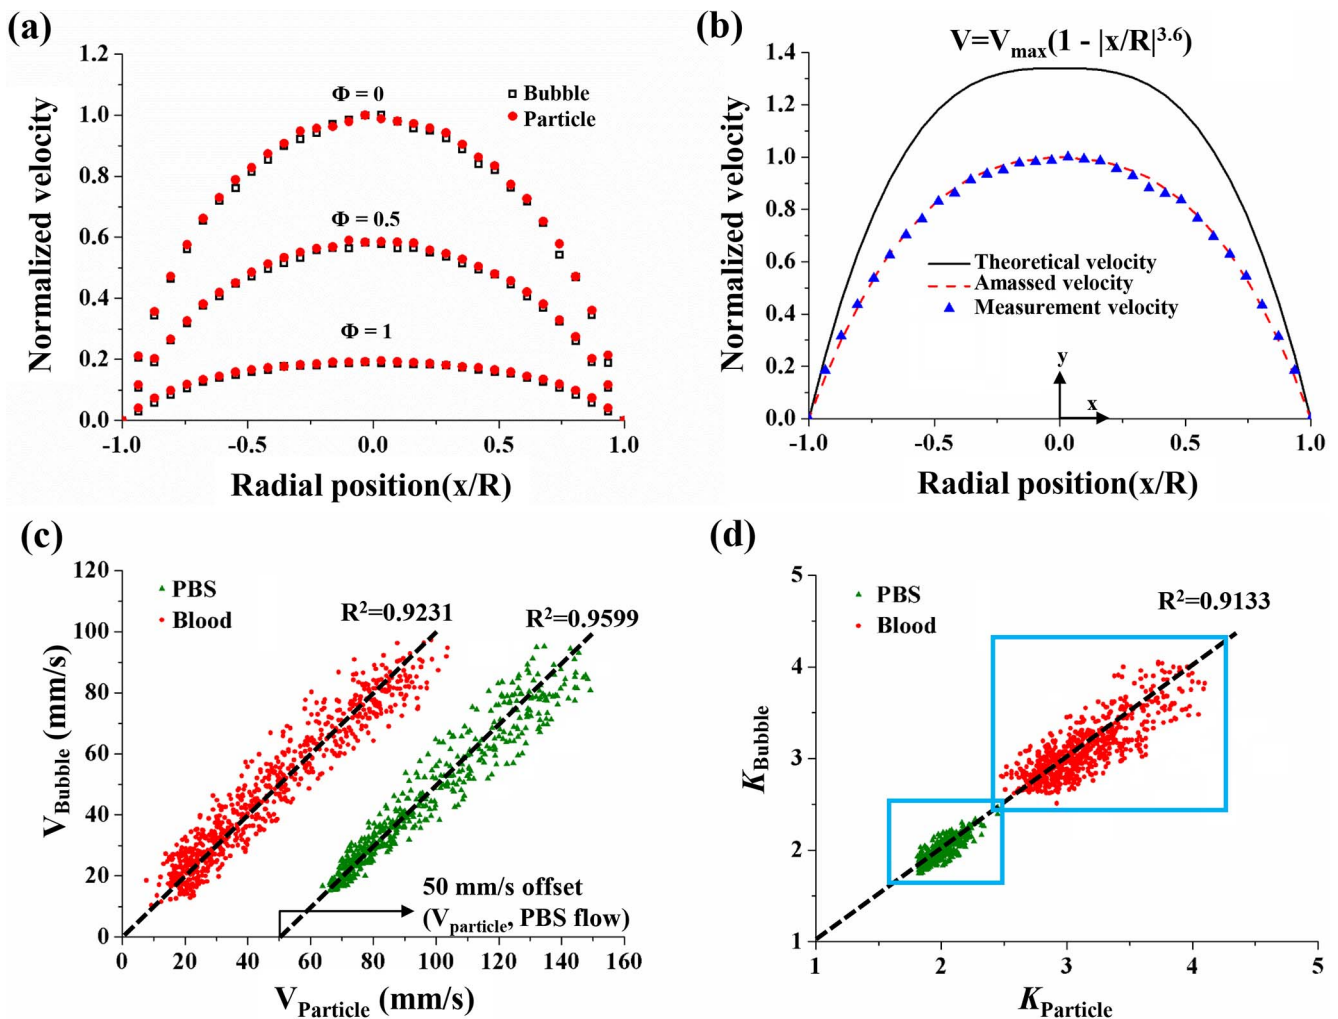 (a)
1.2
1.0
0.8
0.6
0.4
0.2
0.0
Normalized velocity
Φ = 0
Φ = 0.5
Φ = 1
Bubble
Particle
-1.0 -0.5 0.0 0.5 1.0
Radial position(x/R)
(b)
V=Vmax(1 - |x/R|^3.6)
1.4
1.2
1.0
0.8
0.6
0.4
0.2
0.0
Normalized velocity
Theoretical velocity
Amassed velocity
Measurement velocity
y
x
-1.0 -0.5 0.0 0.5 1.0
Radial position(x/R)
(c)
120
100
80
60
40
20
0
VBubble (mm/s)
PBS
Blood
R²=0.9231
R²=0.9599
50 mm/s offset
(Vparticle, PBS flow)
0 20 40 60 80 100 120 140 160
VParticle (mm/s)
(d)
5
4
3
2
1
KBubble
PBS
Blood
R²=0.9133
1 2 3 4 5
KParticle